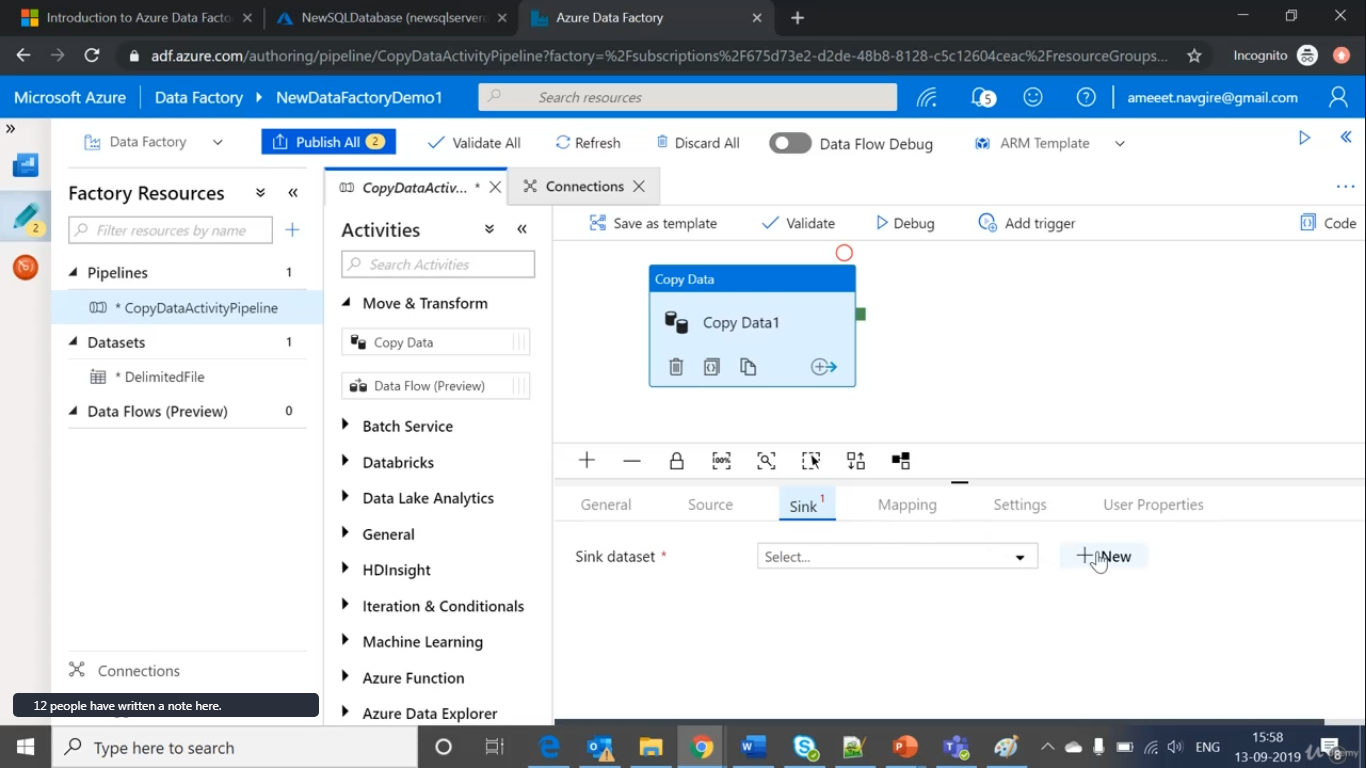 Introduction to Azure Data Facto
NewSQLDatabase (newsqlserver
Azure Data Factory
adf.azure.com/authoring/pipeline/CopyDataActivityPipeline?factory=%2Fsubscriptions%2F675d73e2-d2de-48b8-8128-c5c12604ceac%2FresourceGroups...
Incognito
Microsoft Azure
Data Factory
NewDataFactoryDemo1
Search resources
5
ameeet.navgire@gmail.com
Data Factory
Publish All 2
Validate All
Refresh
Discard All
Data Flow Debug
ARM Template
Factory Resources
CopyDataActiv... *
Connections
2
Filter resources by name
Activities
Save as template
Validate
Debug
Add trigger
Code
Search Activities
Pipelines 1
* CopyDataActivityPipeline
Datasets 1
* DelimitedFile
Data Flows (Preview) 0
Move & Transform
Copy Data
Data Flow (Preview)
Batch Service
Databricks
Data Lake Analytics
General
HDInsight
Iteration & Conditionals
Machine Learning
Azure Function
Azure Data Explorer
Copy Data
Copy Data1
100%
General
Source
Sink 1
Mapping
Settings
User Properties
Sink dataset *
Select...
New
Connections
12 people have written a note here.
Type here to search
ENG
15:58
13-09-2019
8